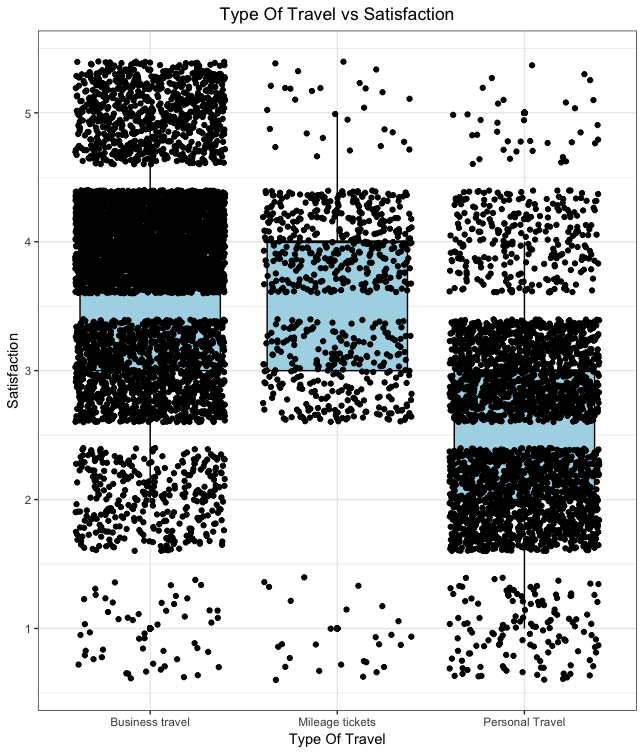 Type Of Travel vs Satisfaction
Satisfaction
5
4
3
2
1
Business travel
Mileage tickets
Personal Travel
Type Of Travel